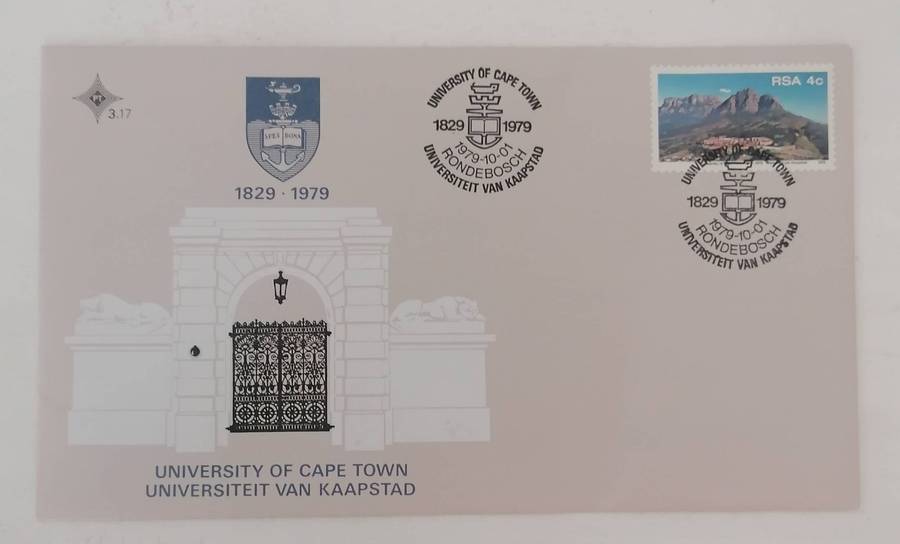 3.17
SPES BONA
1829 · 1979
UNIVERSITY OF CAPE TOWN
1829 1979
1979-10-01
RONDEBOSCH
UNIVERSITEIT VAN KAAPSTAD
RSA 4c
UNIVERSITY OF CAPE TOWN
1829 1979
1979-10-01
RONDEBOSCH
UNIVERSITEIT VAN KAAPSTAD
UNIVERSITY OF CAPE TOWN
UNIVERSITEIT VAN KAAPSTAD